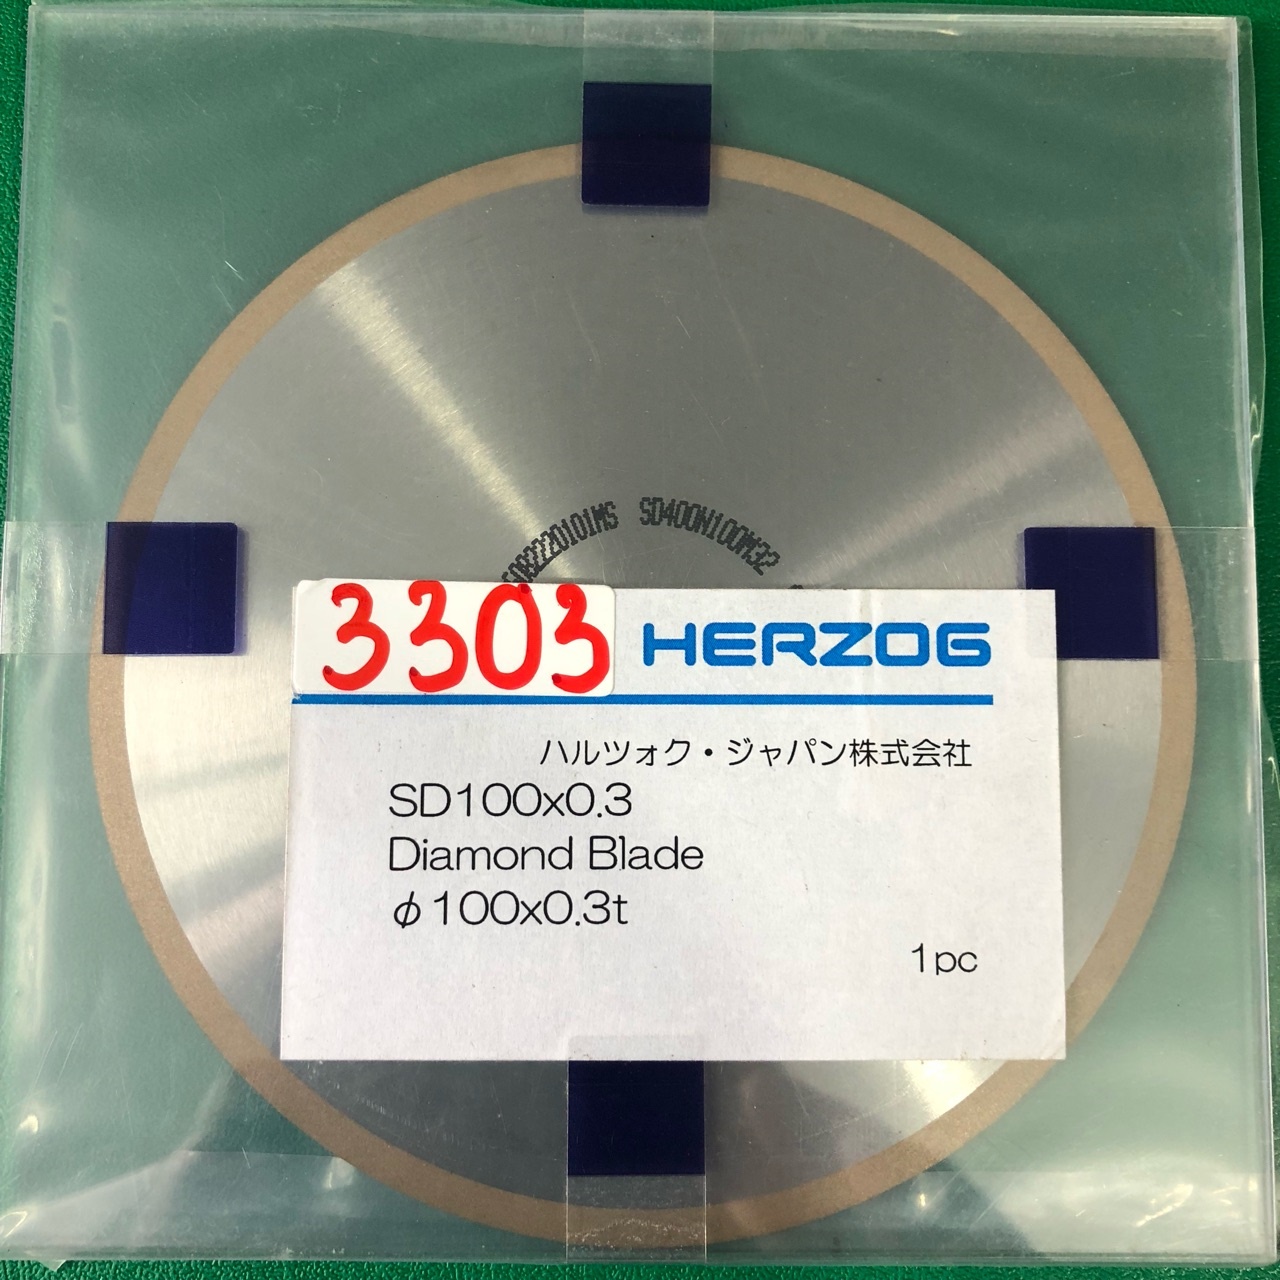 SD400N100M32
3303
HERZOG
ハルツォク・ジャパン株式会社
SD100x0.3
Diamond Blade
φ100x0.3t
1pc